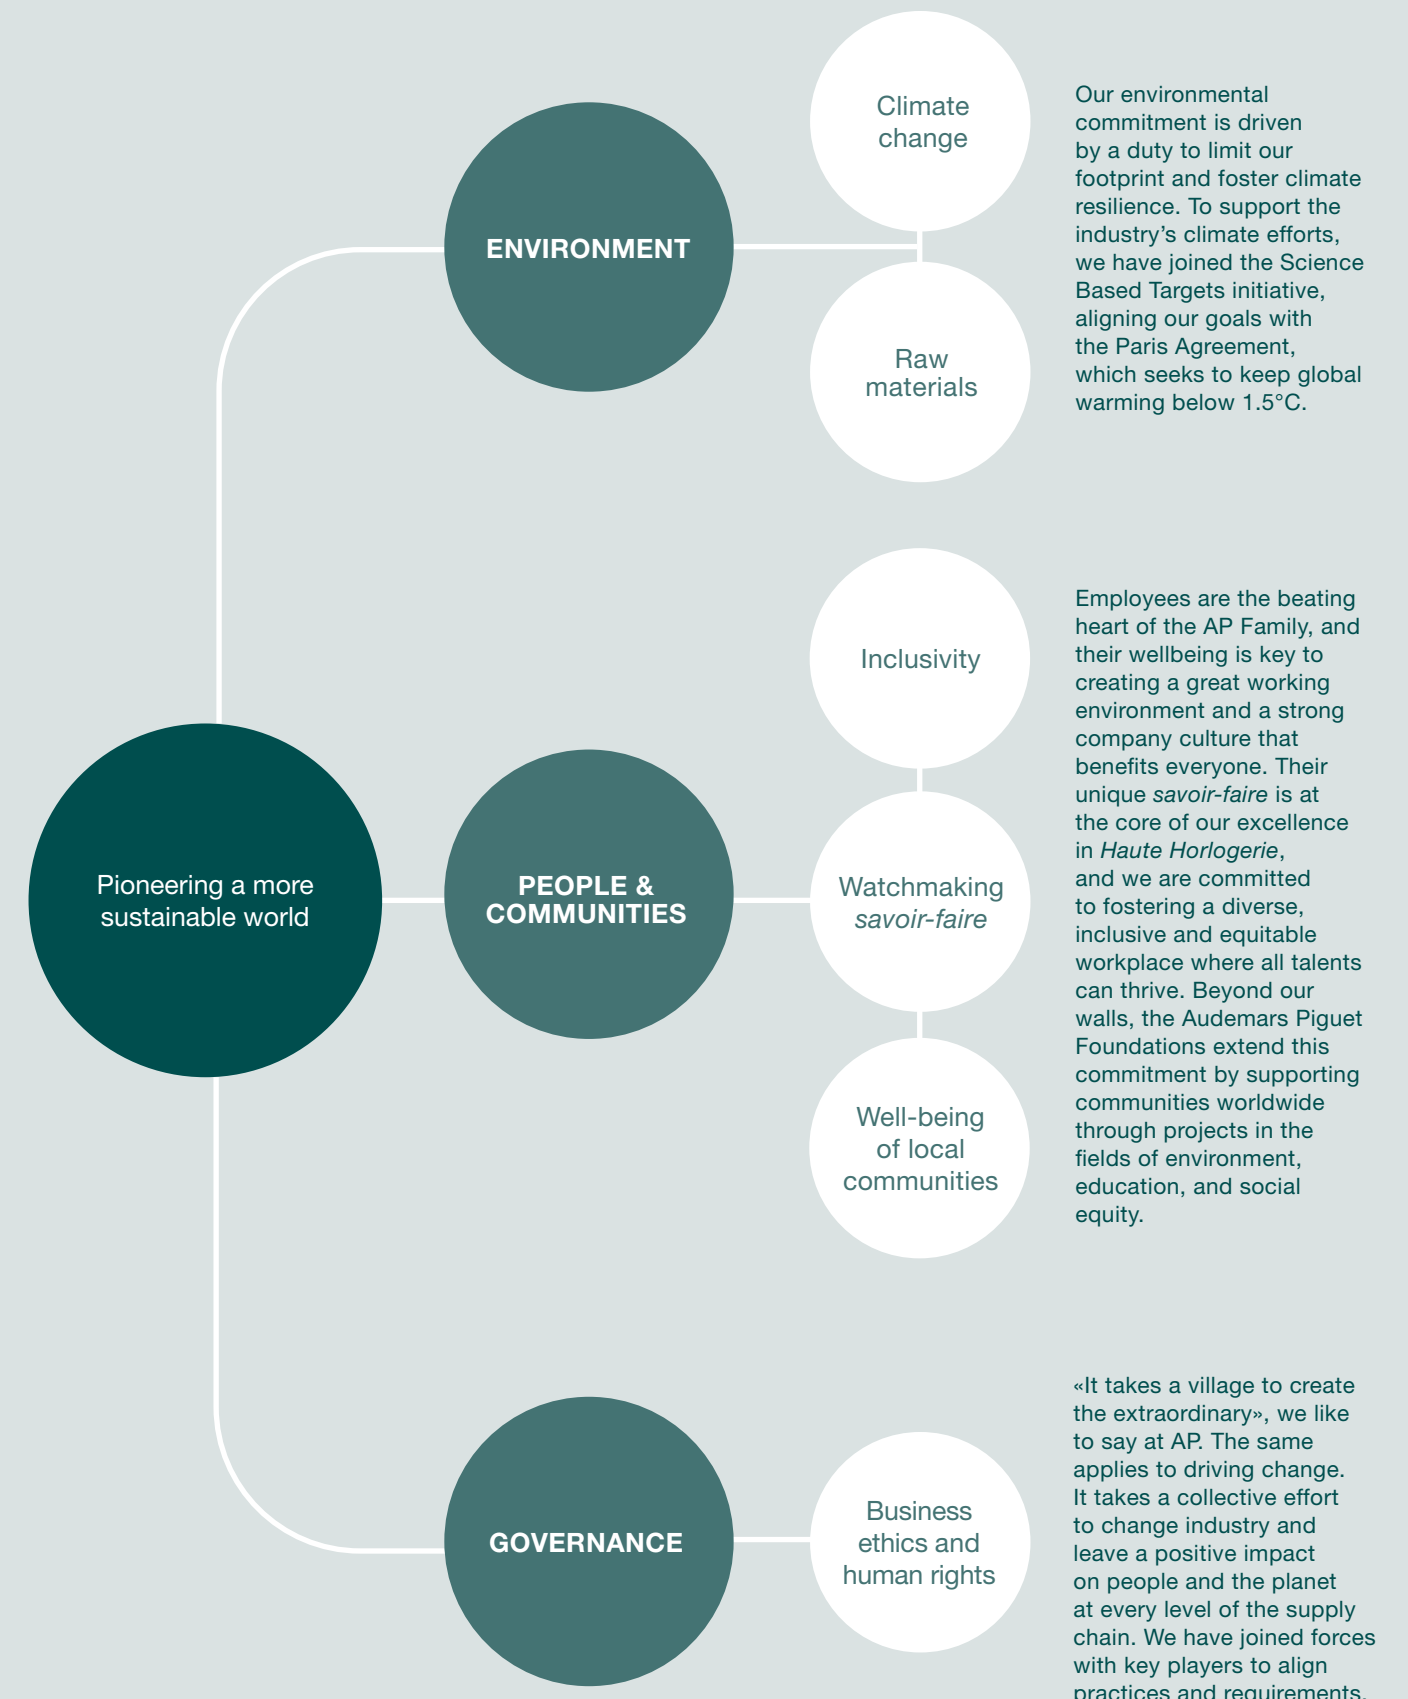 Climate
change
Our environmental
commitment is driven
by a duty to limit our
footprint and foster climate
resilience. To support the
industry’s climate efforts,
we have joined the Science
Based Targets initiative,
aligning our goals with
the Paris Agreement,
which seeks to keep global
warming below 1.5°C.
ENVIRONMENT
Raw
materials
Inclusivity
Employees are the beating
heart of the AP Family, and
their wellbeing is key to
creating a great working
environment and a strong
company culture that
benefits everyone. Their
unique savoir-faire is at
the core of our excellence
in Haute Horlogerie,
and we are committed
to fostering a diverse,
inclusive and equitable
workplace where all talents
can thrive. Beyond our
walls, the Audemars Piguet
Foundations extend this
commitment by supporting
communities worldwide
through projects in the
fields of environment,
education, and social
equity.
Pioneering a more
sustainable world
PEOPLE &
COMMUNITIES
Watchmaking
savoir-faire
Well-being
of local
communities
«It takes a village to create
the extraordinary», we like
to say at AP. The same
applies to driving change.
It takes a collective effort
to change industry and
leave a positive impact
on people and the planet
at every level of the supply
chain. We have joined forces
with key players to align
practices and requirements.
GOVERNANCE
Business
ethics and
human rights